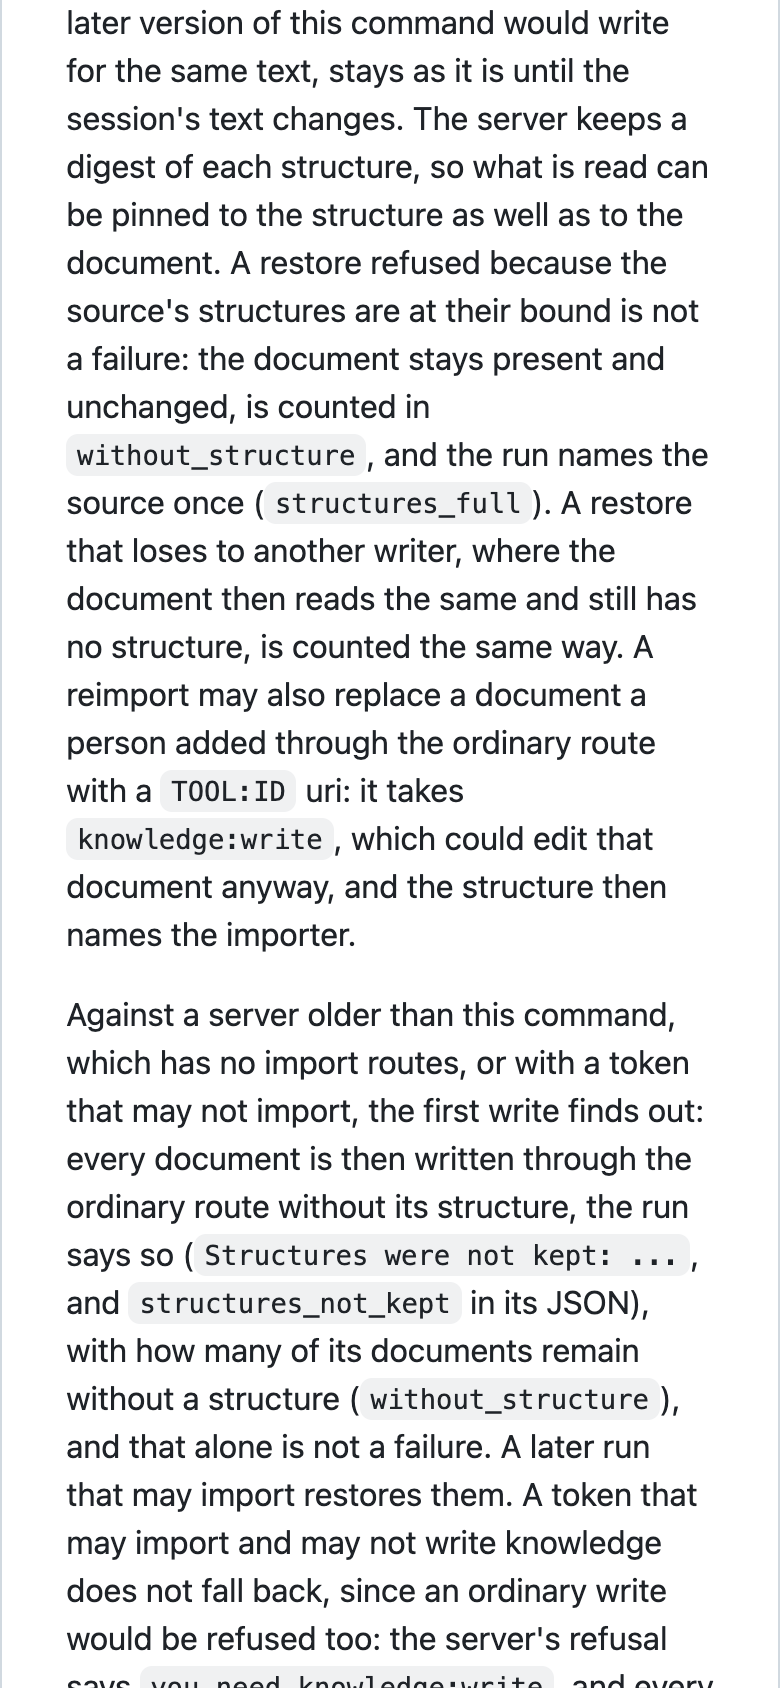 later version of this command would write
for the same text, stays as it is until the
session's text changes. The server keeps a
digest of each structure, so what is read can
be pinned to the structure as well as to the
document. A restore refused because the
source's structures are at their bound is not
a failure: the document stays present and
unchanged, is counted in
without_structure, and the run names the
source once (structures_full). A restore
that loses to another writer, where the
document then reads the same and still has
no structure, is counted the same way. A
reimport may also replace a document a
person added through the ordinary route
with a TOOL:ID uri: it takes
knowledge:write, which could edit that
document anyway, and the structure then
names the importer.
Against a server older than this command,
which has no import routes, or with a token
that may not import, the first write finds out:
every document is then written through the
ordinary route without its structure, the run
says so (Structures were not kept: ...,
and structures_not_kept in its JSON),
with how many of its documents remain
without a structure (without_structure),
and that alone is not a failure. A later run
that may import restores them. A token that
may import and may not write knowledge
does not fall back, since an ordinary write
would be refused too: the server's refusal
says you need knowledge:write, and every